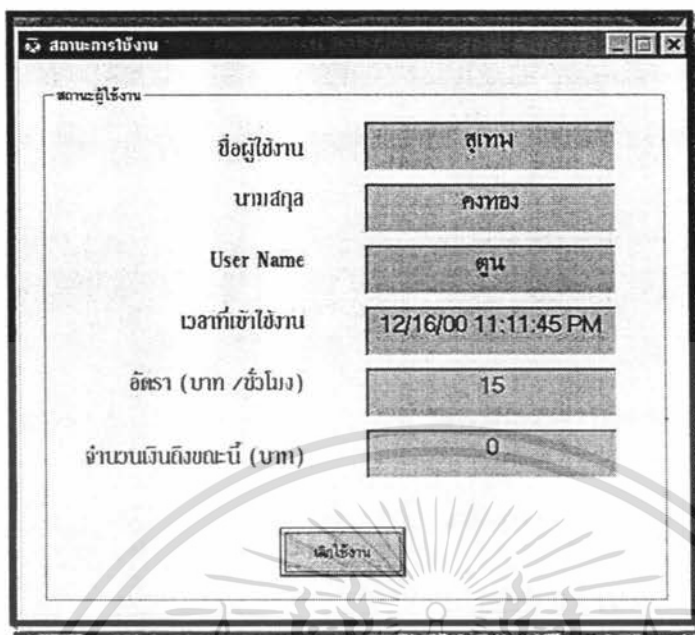 สถานะการใช้งาน
สถานะผู้ใช้งาน
ชื่อผู้ใช้งาน สุเทพ
นามสกุล คงทอง
User Name ตูน
เวลาที่เข้าใช้งาน 12/16/00 11:11:45 PM
อัตรา (บาท /ชั่วโมง) 15
จำนวนเงินถึงขณะนี้ (บาท) 0
เลิกใช้งาน